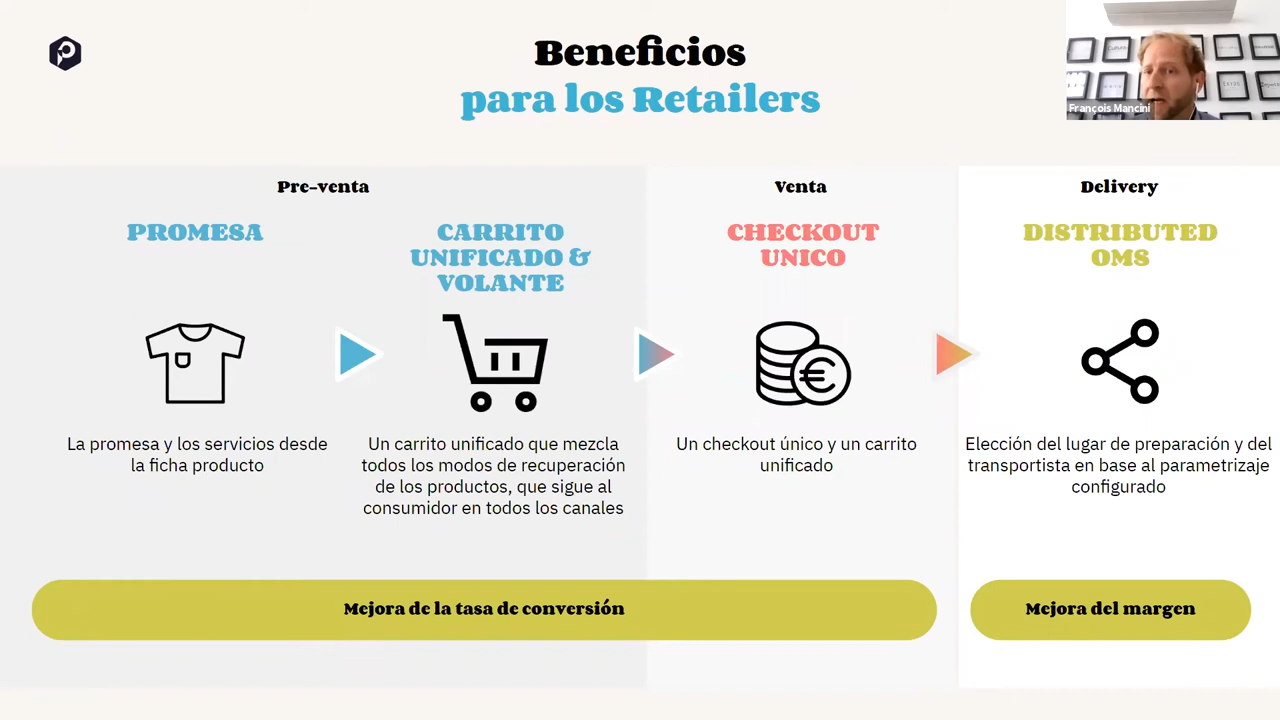 Beneficios
para los Retailers
François Mancini
Pre-venta
Venta
Delivery
PROMESA
CARRITO
UNIFICADO &
VOLANTE
CHECKOUT
UNICO
DISTRIBUTED
OMS
La promesa y los servicios desde
la ficha producto
Un carrito unificado que mezcla
todos los modos de recuperación
de los productos, que sigue al
consumidor en todos los canales
Un checkout único y un carrito
unificado
Elección del lugar de preparación y del
transportista en base al parametrizaje
configurado
Mejora de la tasa de conversión
Mejora del margen